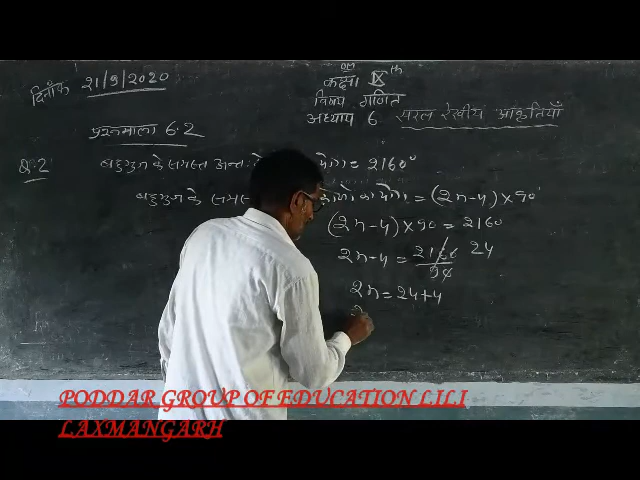 दिनाँक 21/9/2020
कक्षा IX th
विषय गणित
अध्याय 6 सरल रेखीय आकृतियाँ
प्रश्नमाला 6.2
Q.2 बहुभुज के समस्त = 2160°
बहुभुज के का योग = (2n-4)×90°
(2n-4)×90 = 2160
2n-4 = 2160/90 24
2n = 24+4
2
PODDAR GROUP OF EDUCATION LILI
LAXMANGARH